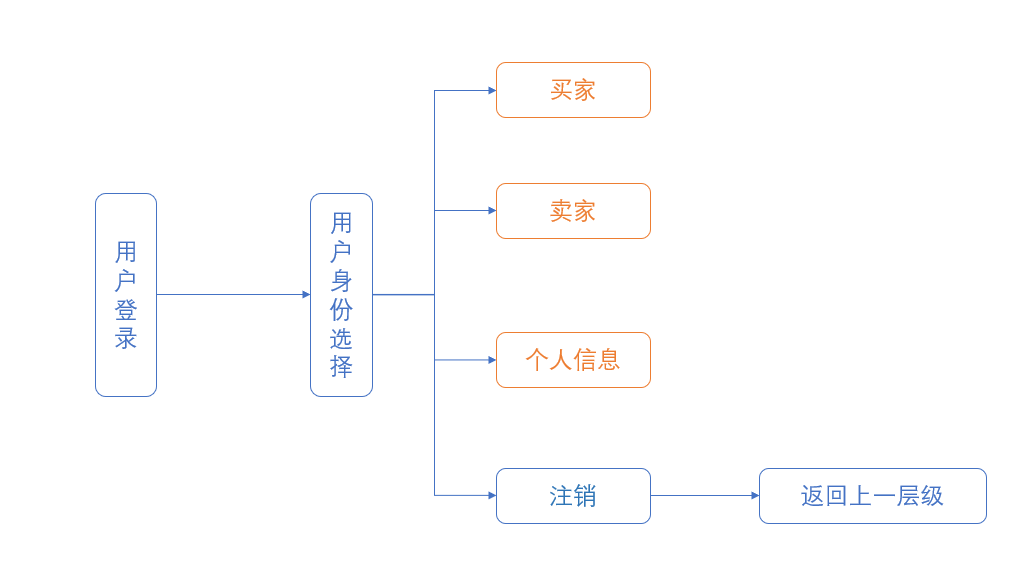 用户登录
用户身份选择
买家
卖家
个人信息
注销
返回上一层级